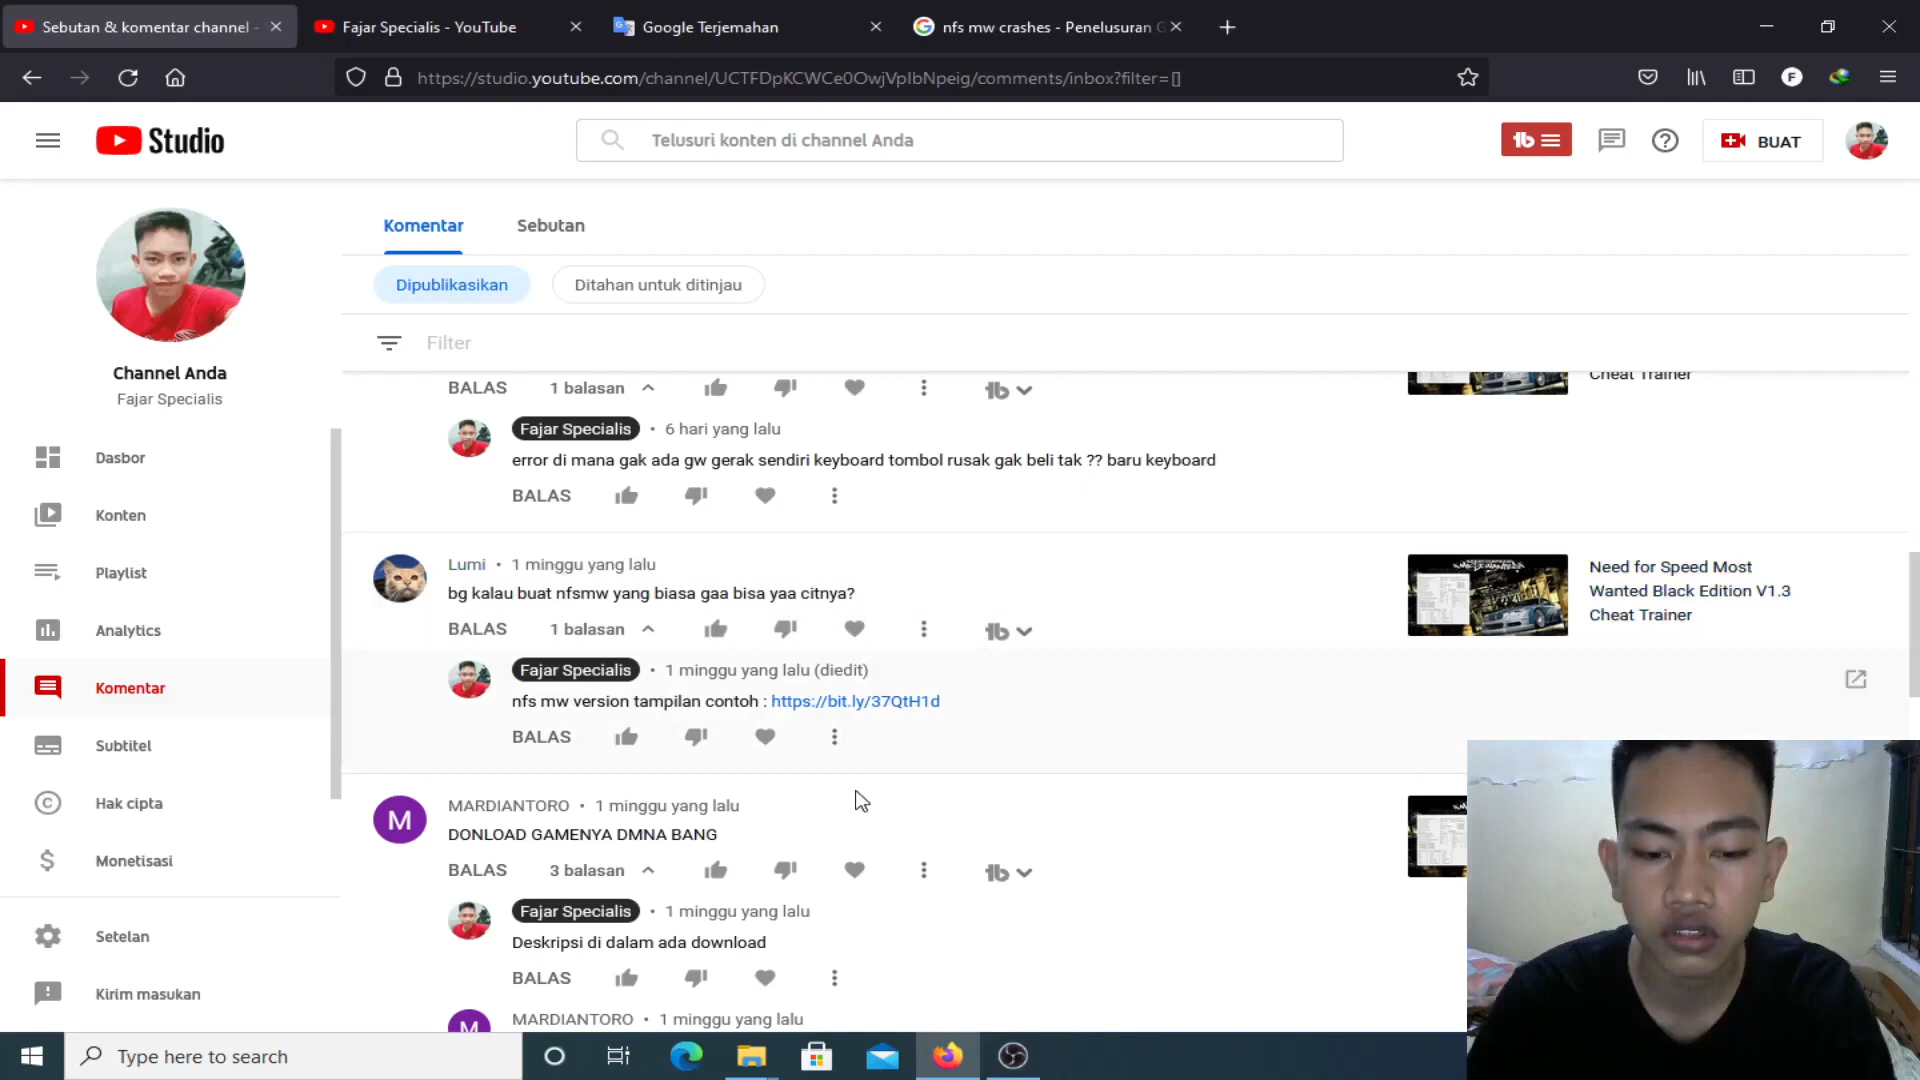 Sebutan & komentar channel -
Fajar Specialis - YouTube
Google Terjemahan
nfs mw crashes - Penelusuran G
https://studio.youtube.com/channel/UCTFDpKCWCe0OwjVpIbNpeig/comments/inbox?filter=[]
F
Studio
Telusuri konten di channel Anda
BUAT
Komentar
Sebutan
Dipublikasikan
Ditahan untuk ditinjau
Filter
Channel Anda
Fajar Specialis
Dasbor
Konten
Playlist
Analytics
Komentar
Subtitel
Hak cipta
Monetisasi
Setelan
Kirim masukan
BALAS
1 balasan
Cheat Trainer
Fajar Specialis • 6 hari yang lalu
error di mana gak ada gw gerak sendiri keyboard tombol rusak gak beli tak ?? baru keyboard
BALAS
Lumi • 1 minggu yang lalu
bg kalau buat nfsmw yang biasa gaa bisa yaa citnya?
BALAS
1 balasan
Need for Speed Most
Wanted Black Edition V1.3
Cheat Trainer
Fajar Specialis • 1 minggu yang lalu (diedit)
nfs mw version tampilan contoh : https://bit.ly/37QtH1d
BALAS
M
MARDIANTORO • 1 minggu yang lalu
DONLOAD GAMENYA DMNA BANG
BALAS
3 balasan
Fajar Specialis • 1 minggu yang lalu
Deskripsi di dalam ada download
BALAS
M
MARDIANTORO • 1 minggu yang lalu
Type here to search